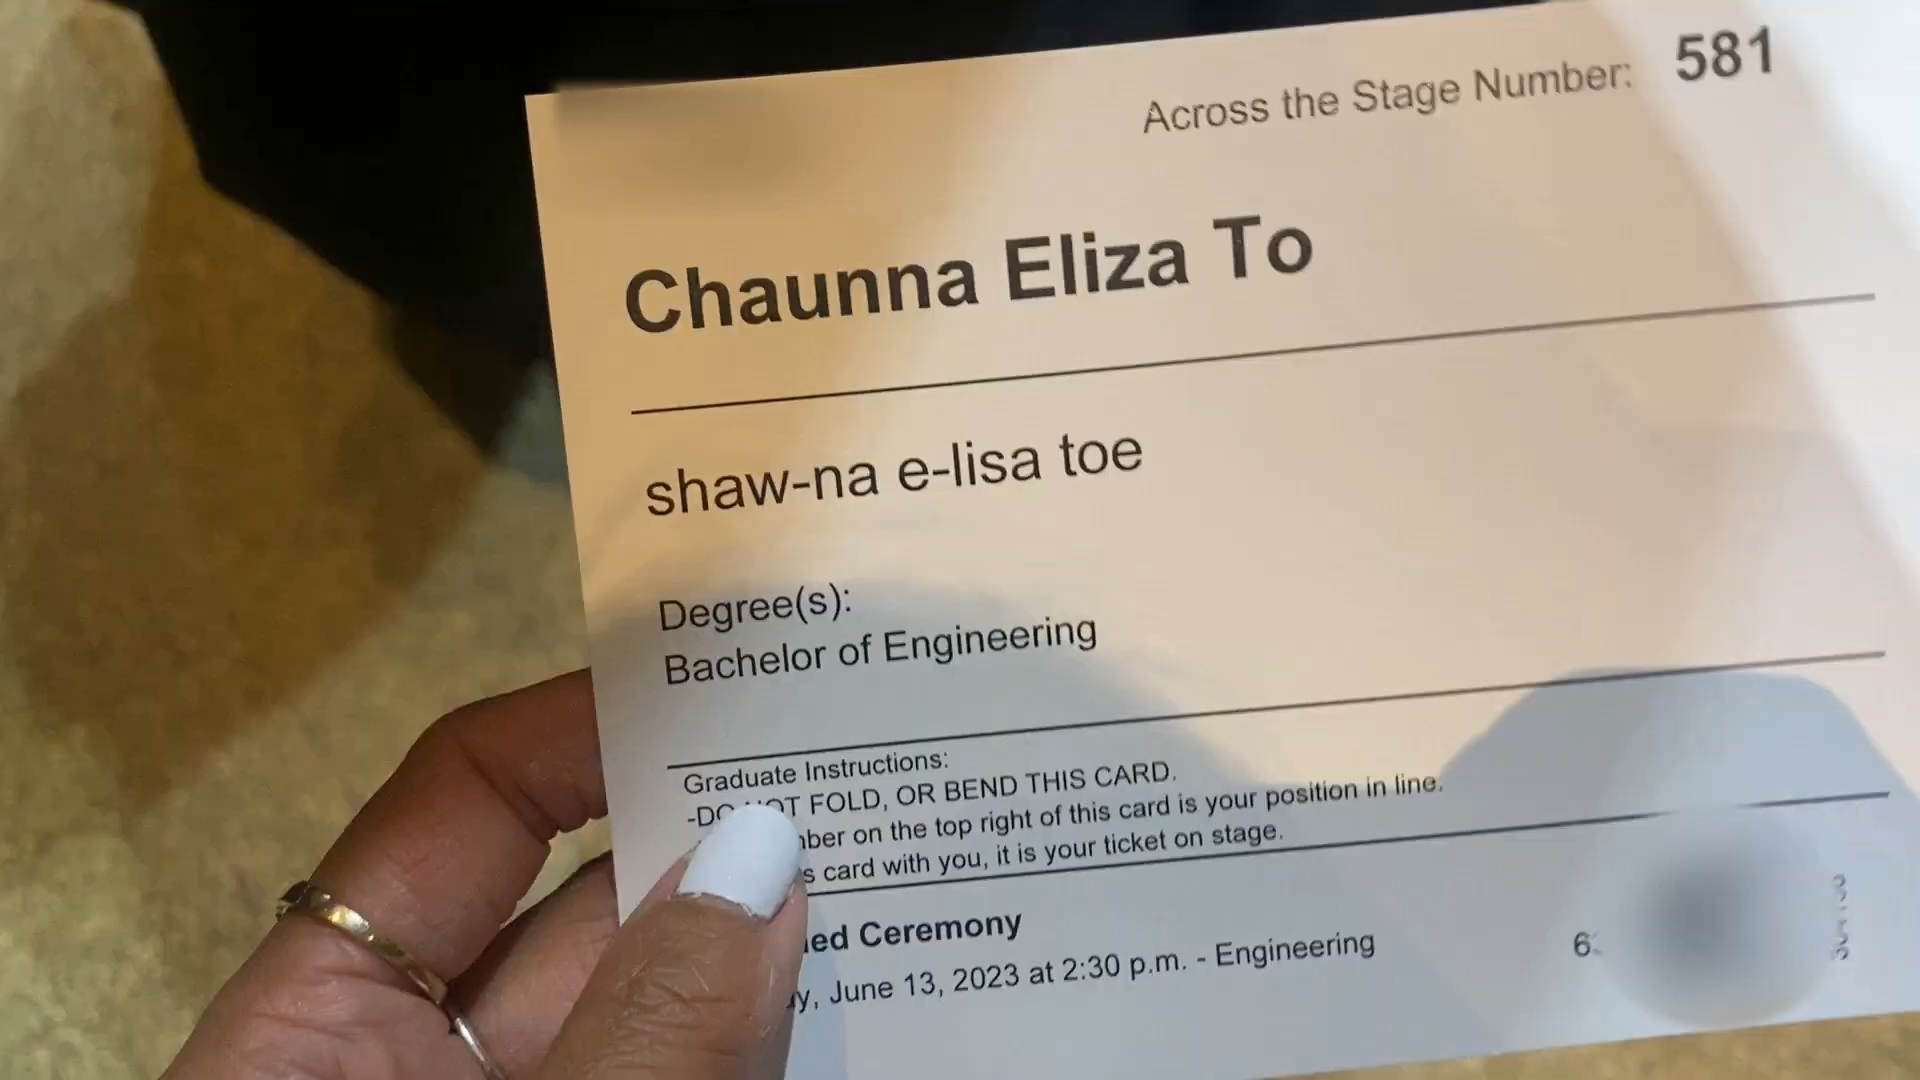 Across the Stage Number: 581
Chaunna Eliza To
shaw-na e-lisa toe
Degree(s):
Bachelor of Engineering
Graduate Instructions:
-DO NOT FOLD, OR BEND THIS CARD.
on the top right of this card is your position in line.
card with you, it is your ticket on stage.
Ceremony
June 13, 2023 at 2:30 p.m. - Engineering